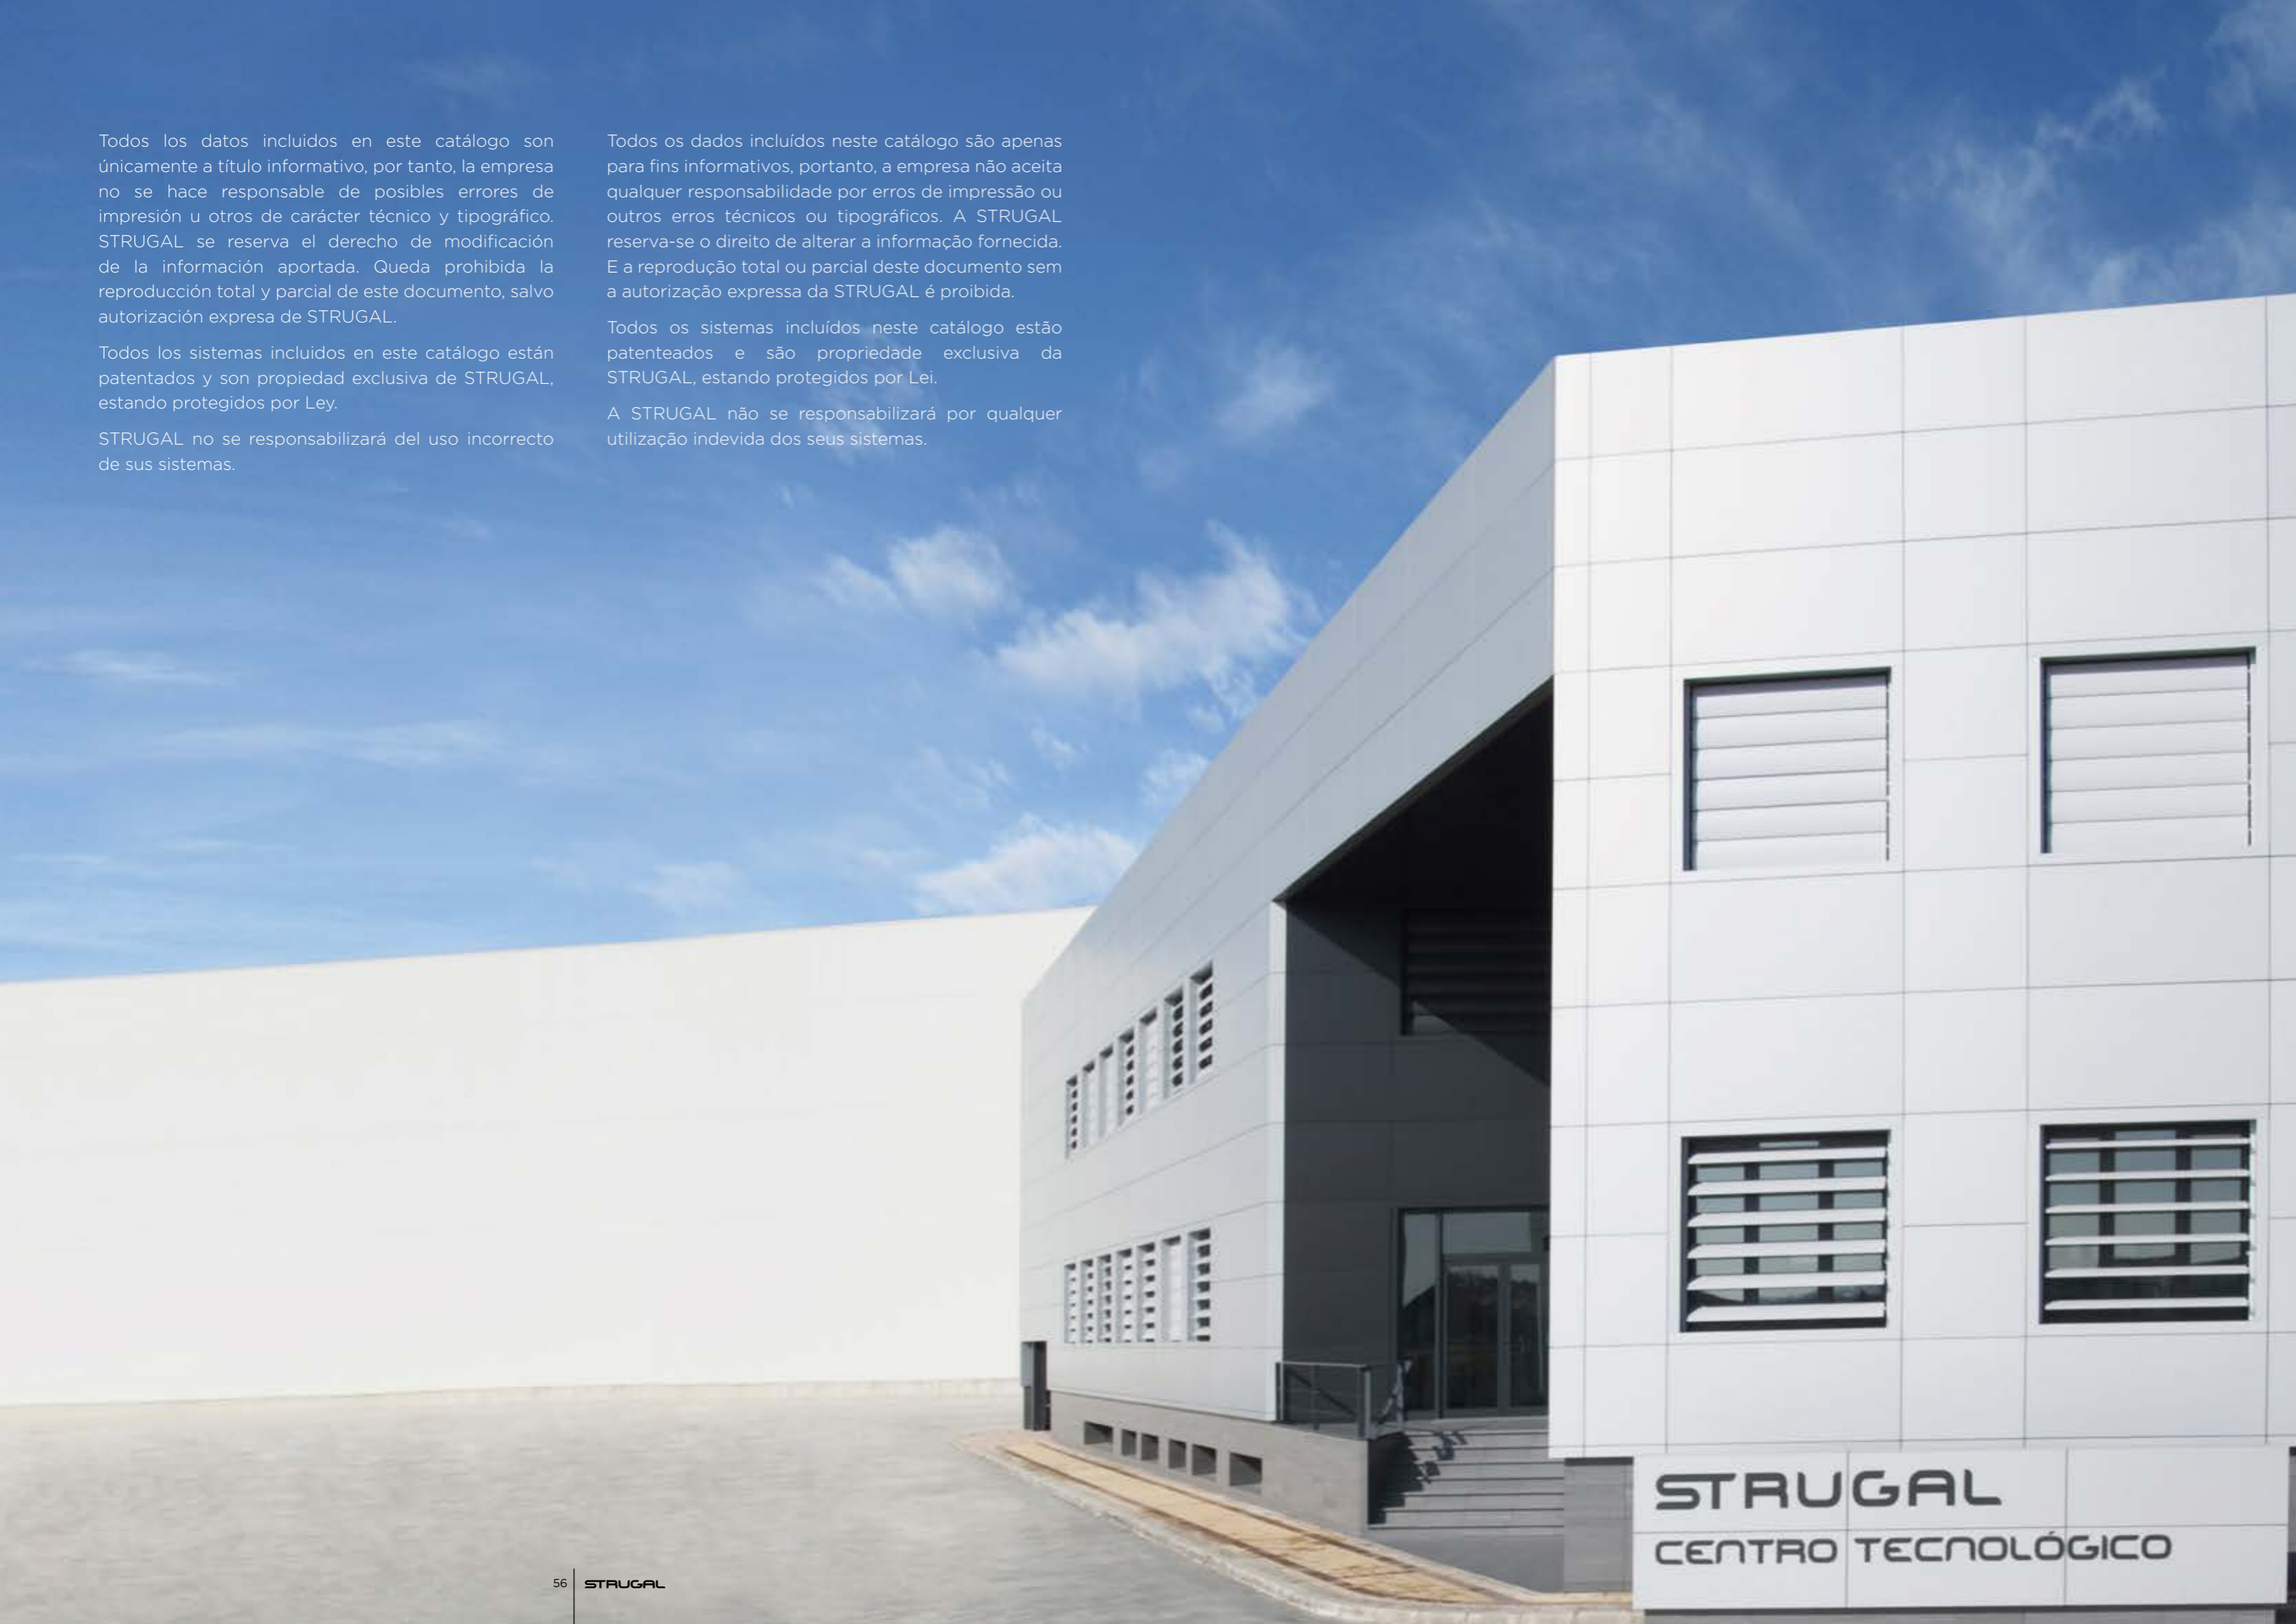 Todos los datos incluidos en este catálogo son
únicamente a título informativo, por tanto, la empresa
no se hace responsable de posibles errores de
impresión u otros de carácter técnico y tipográfico.
STRUGAL se reserva el derecho de modificación
de la información aportada. Queda prohibida la
reproducción total y parcial de este documento, salvo
autorización expresa de STRUGAL.
Todos los sistemas incluidos en este catálogo están
patentados y son propiedad exclusiva de STRUGAL,
estando protegidos por Ley.
STRUGAL no se responsabilizará del uso incorrecto
de sus sistemas.
Todos os dados incluídos neste catálogo são apenas
para fins informativos, portanto, a empresa não aceita
qualquer responsabilidade por erros de impressão ou
outros erros técnicos ou tipográficos. A STRUGAL
reserva-se o direito de alterar a informação fornecida.
E a reprodução total ou parcial deste documento sem
a autorização expressa da STRUGAL é proibida.
Todos os sistemas incluídos neste catálogo estão
patenteados e são propriedade exclusiva da
STRUGAL, estando protegidos por Lei.
A STRUGAL não se responsabilizará por qualquer
utilização indevida dos seus sistemas.
STRUGAL
CENTRO TECNOLÓGICO
56 STRUGAL